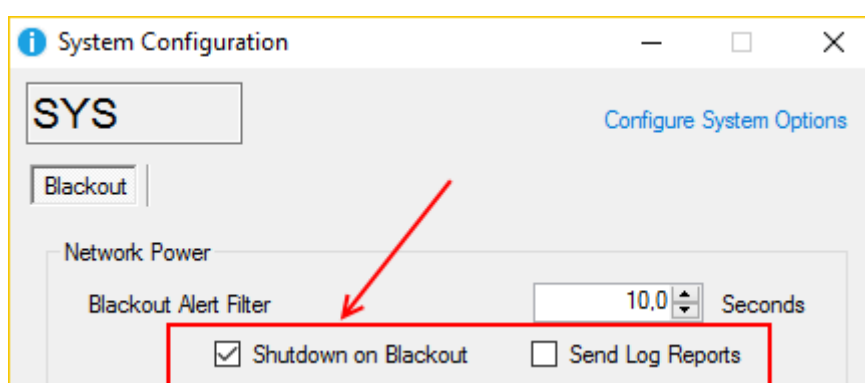 System Configuration
SYS
Configure System Options
Blackout
Network Power
Blackout Alert Filter 10,0 Seconds
Shutdown on Blackout Send Log Reports